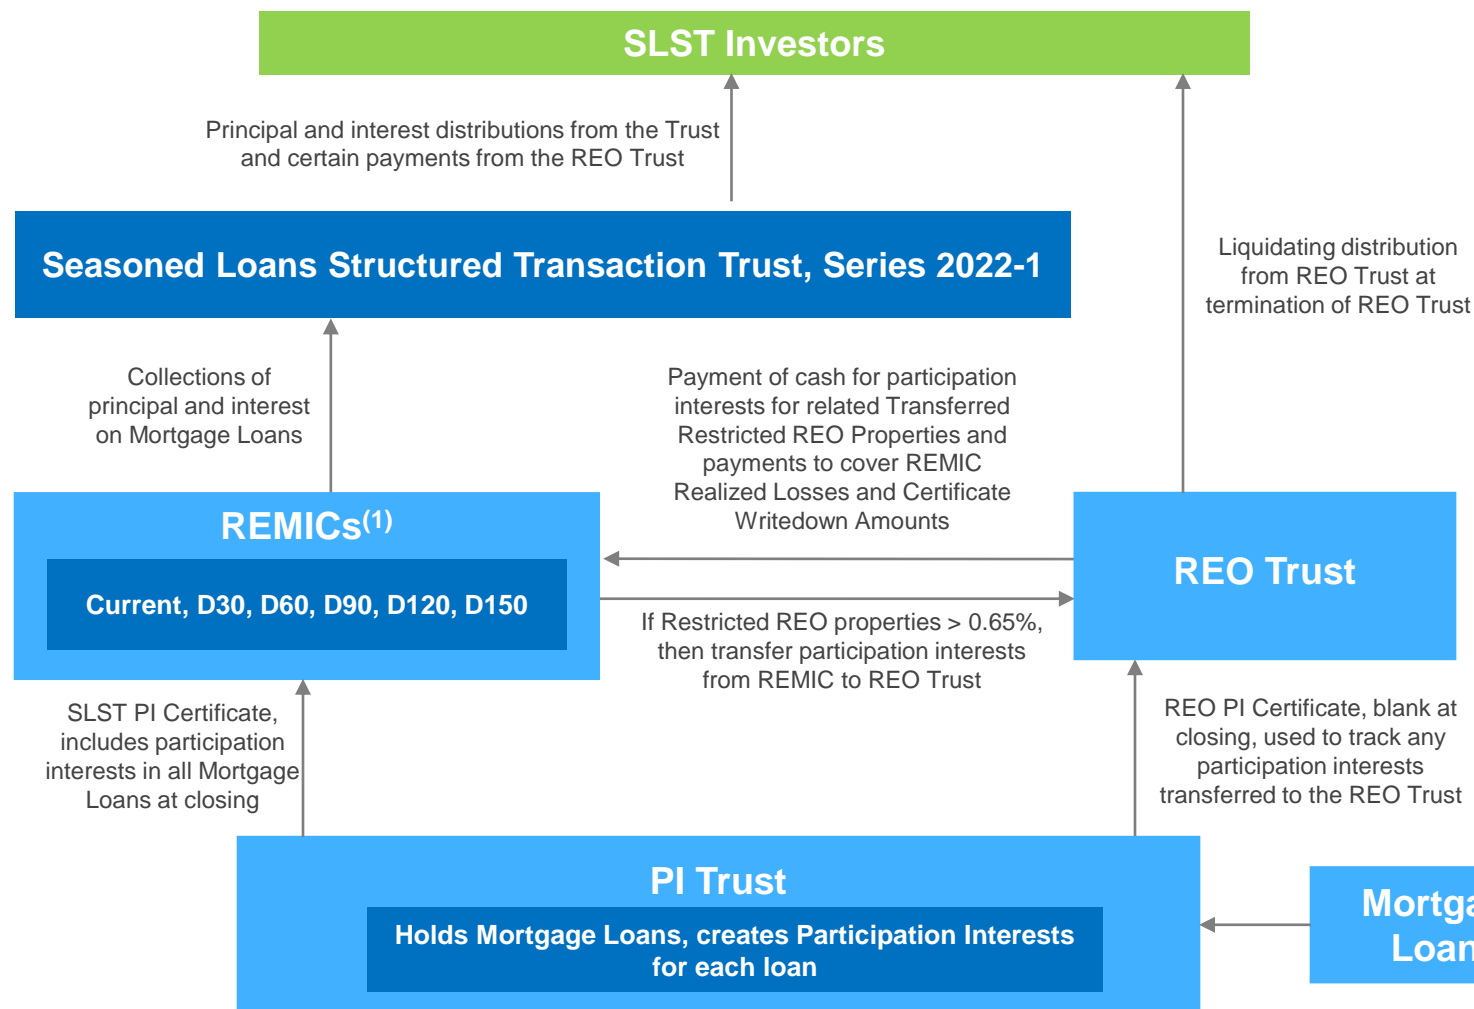 SLST Investors
Principal and interest distributions from the Trust
and certain payments from the REO Trust
Seasoned Loans Structured Transaction Trust, Series 2022-1
Liquidating distribution
from REO Trust at
termination of REO Trust
Collections of
principal and interest
on Mortgage Loans
Payment of cash for participation
interests for related Transferred
Restricted REO Properties and
payments to cover REMIC
Realized Losses and Certificate
Writedown Amounts
REMICs(1)
Current, D30, D60, D90, D120, D150
REO Trust
If Restricted REO properties > 0.65%,
then transfer participation interests
from REMIC to REO Trust
SLST PI Certificate,
includes participation
interests in all Mortgage
Loans at closing
REO PI Certificate, blank at
closing, used to track any
participation interests
transferred to the REO Trust
PI Trust
Holds Mortgage Loans, creates Participation Interests
for each loan